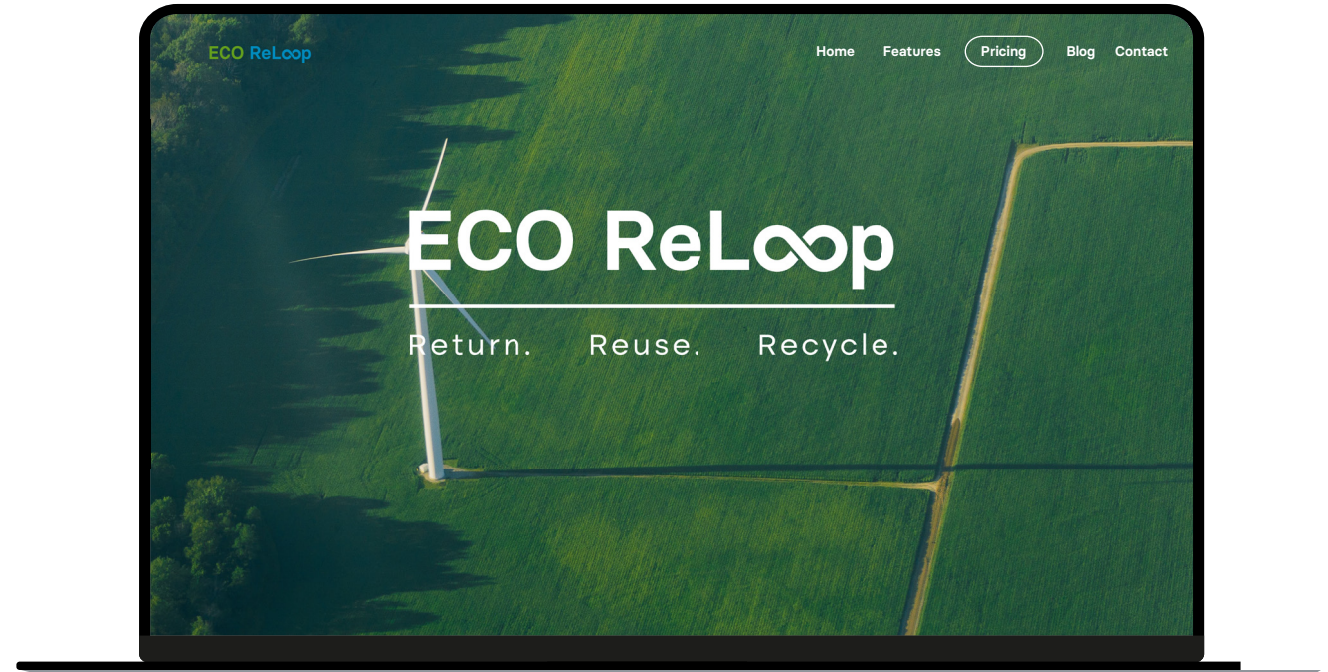 ECO ReLoop
Home Features Pricing Blog Contact
ECO ReLoop
Return. Reuse. Recycle.